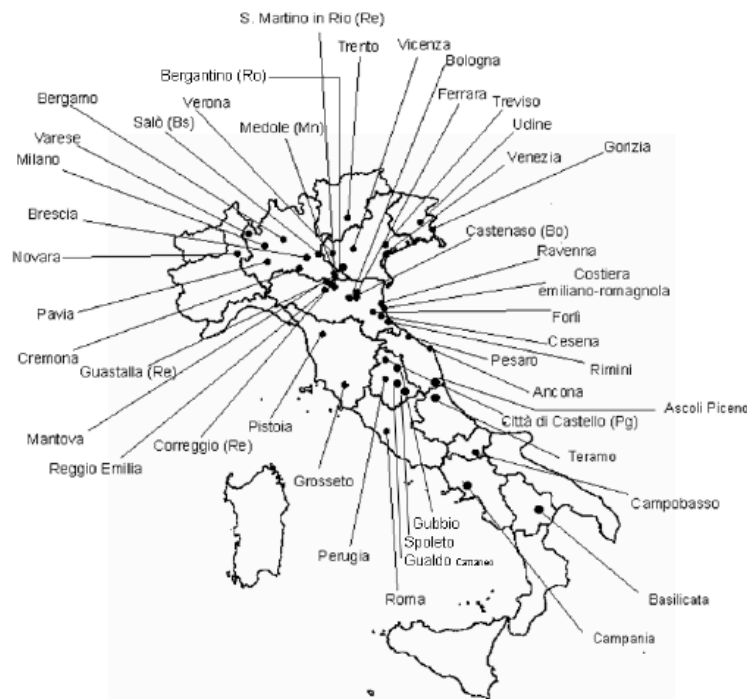 S. Martino in Rio (Re)
Trento
Vicenza
Bologna
Bergantino (Ro)
Ferrara
Bergamo
Verona
Treviso
Salò (Bs)
Medole (Mn)
Udine
Varese
Venezia
Milano
Gorizia
Brescia
Castenaso (Bo)
Ravenna
Novara
Costiera
emiliano-romagnola
Pavia
Forlì
Cesena
Cremona
Pesaro
Rimini
Guastalla (Re)
Ancona
Ascoli Piceno
Pistoia
Città di Castello (Pg)
Mantova
Correggio (Re)
Teramo
Reggio Emilia
Grosseto
Campobasso
Gubbio
Spoleto
Perugia
Gualdo Cattaneo
Roma
Basilicata
Campania